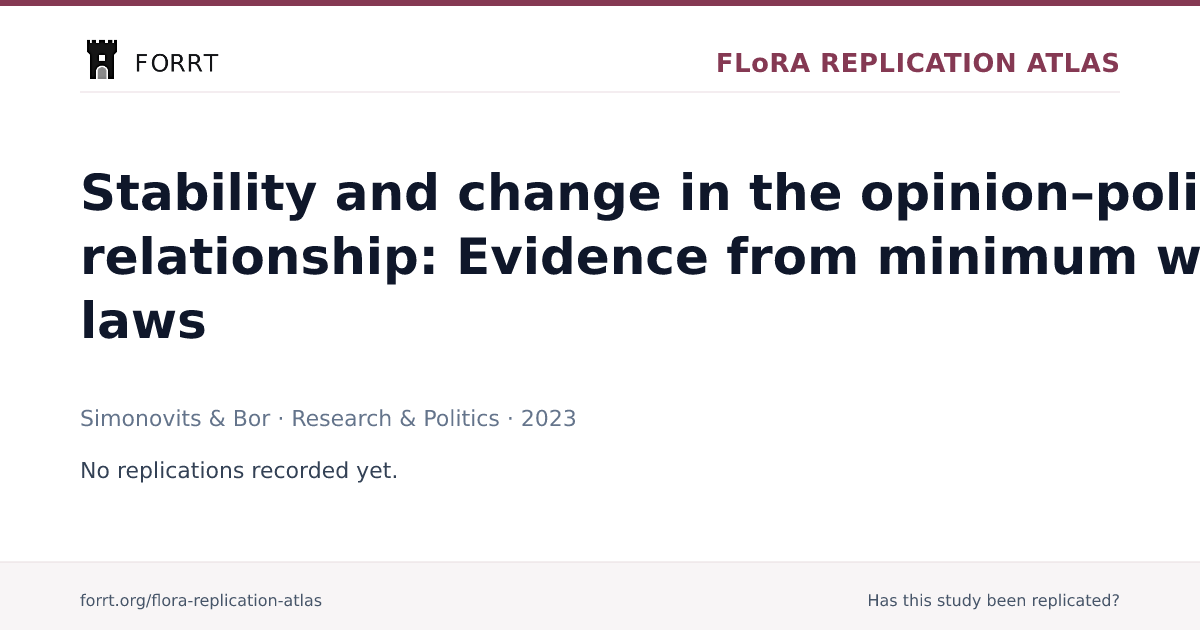 FORRT
FLoRA REPLICATION ATLAS
Stability and change in the opinion–poli
relationship: Evidence from minimum w
laws
Simonovits & Bor · Research & Politics · 2023
No replications recorded yet.
forrt.org/flora-replication-atlas
Has this study been replicated?